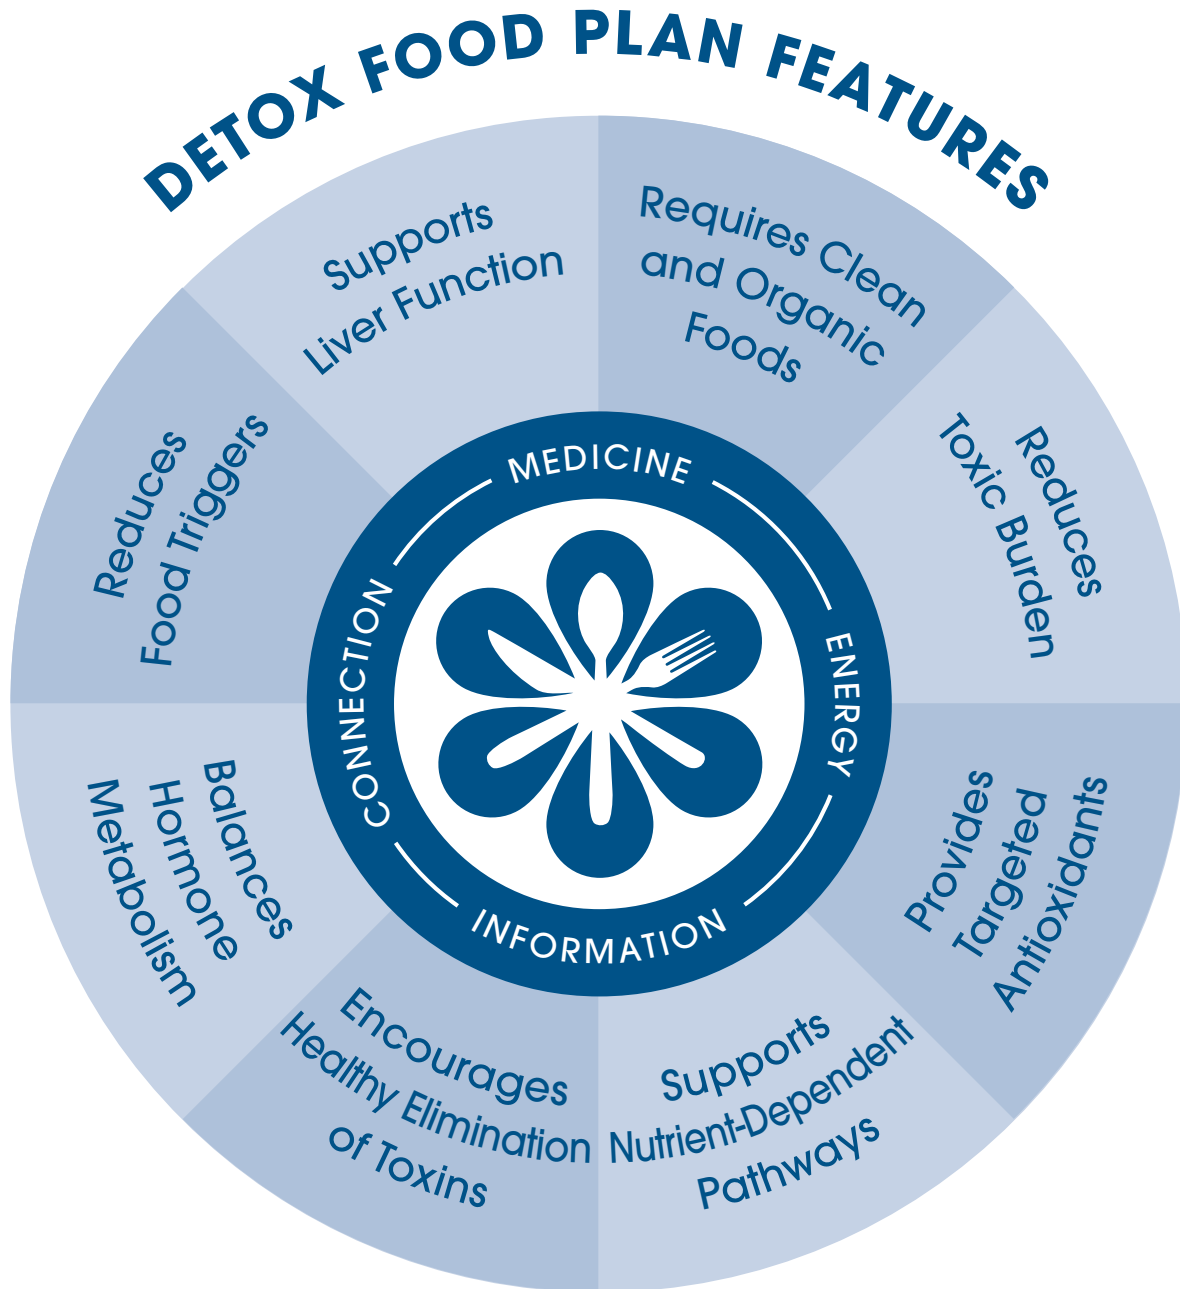 DETOX FOOD PLAN FEATURES
Supports
Liver Function
Requires Clean
and Organic
Foods
Reduces
Toxic Burden
Provides
Targeted
Antioxidants
Supports
Nutrient-Dependent
Pathways
Encourages
Healthy Elimination
of Toxins
Balances
Hormone
Metabolism
Reduces
Food Triggers
MEDICINE
ENERGY
INFORMATION
CONNECTION